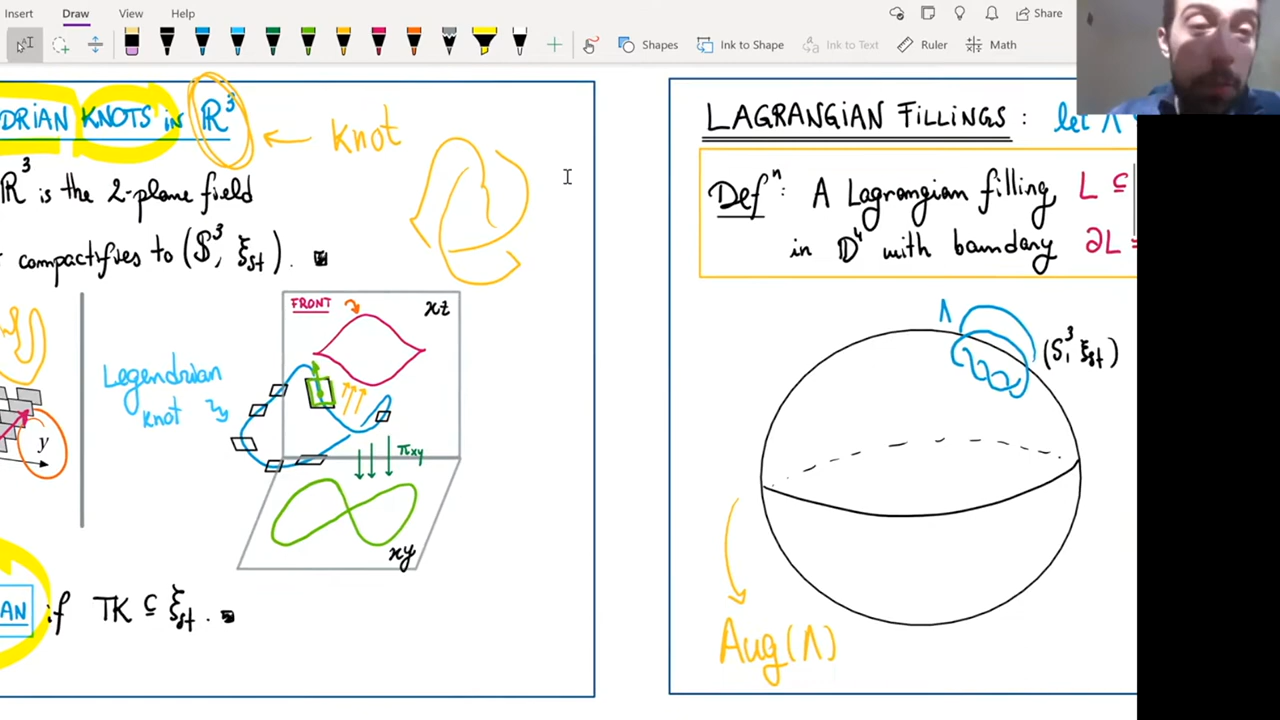 Insert Draw View Help
Share
Shapes Ink to Shape Ink to Text Ruler Math
DRIAN KNOTS in ℝ³
← knot
ℝ³ is the 2-plane field
compactifies to (S³, ξst). ■
FRONT
xz
Legendrian
knot
y
πxy
xy
AN if TK ⊆ ξst. ■
LAGRANGIAN FILLINGS : let Λ
Defⁿ: A Lagrangian filling L ⊆
in D⁴ with boundary ∂L =
Λ
(S³, ξst)
Aug(Λ)